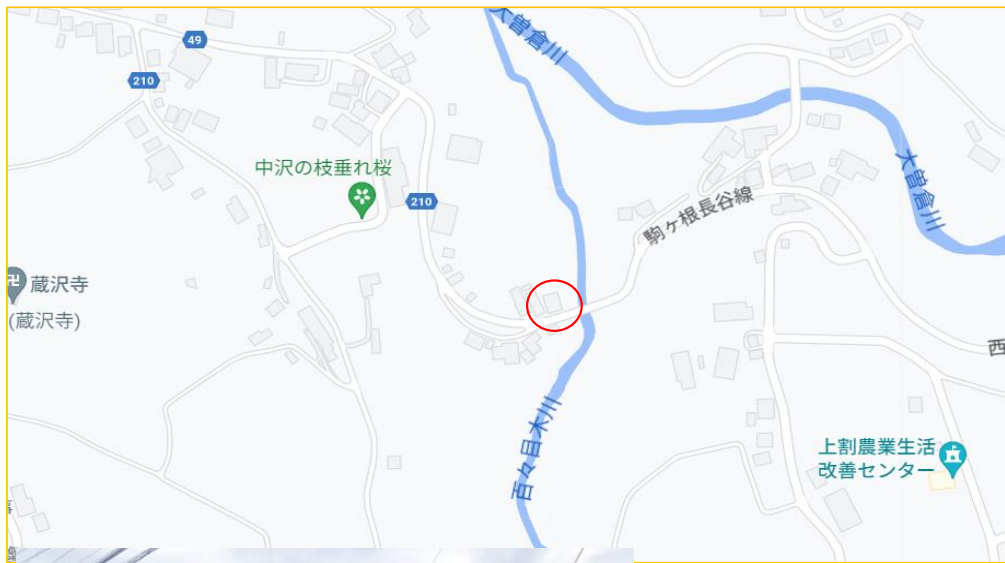 大曽倉川
49
210
中沢の枝垂れ桜
210
大曽倉川
駒ヶ根長谷線
蔵沢寺
(蔵沢寺)
西
百々目木川
上割農業生活
改善センター